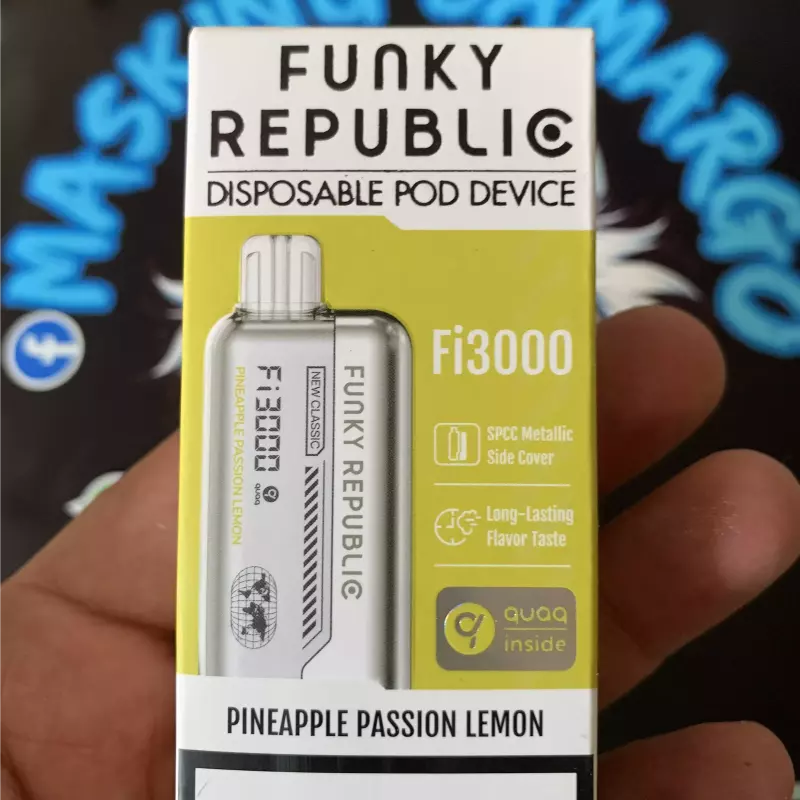 MASKING CAMARGO
f
FUNKY
REPUBLIC
DISPOSABLE POD DEVICE
Fi3000
SPCC Metallic
Side Cover
Long-Lasting
Flavor Taste
quaq
inside
FUNKY REPUBLIC
NEW CLASSIC
Fi3000
quaq
PINEAPPLE PASSION LEMON
PINEAPPLE PASSION LEMON